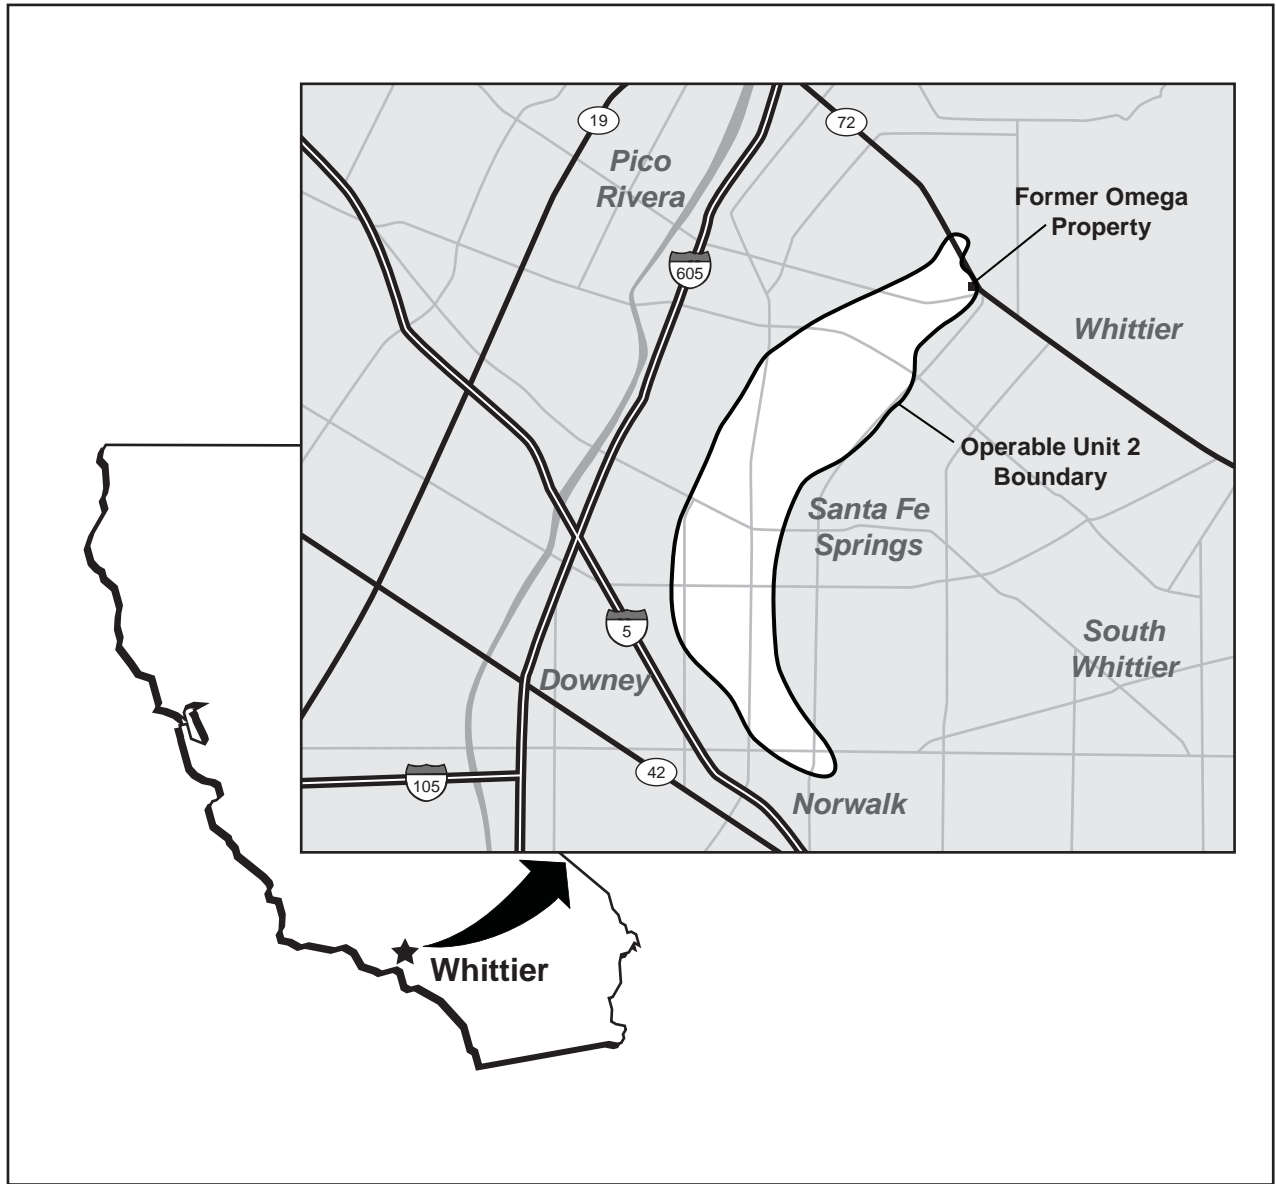 19
72
Pico
Rivera
Former Omega
Property
605
Whittier
Operable Unit 2
Boundary
Santa Fe
Springs
5
South
Whittier
Downey
42
105
Norwalk
Whittier